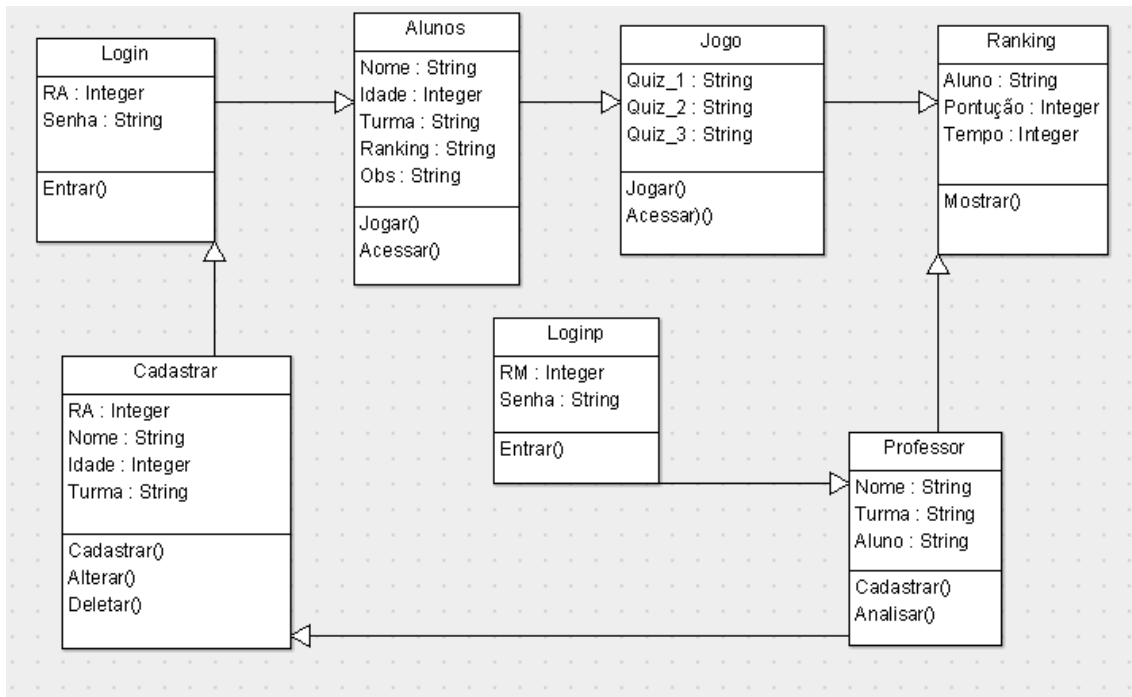 Login
RA : Integer
Senha : String
Entrar()
Alunos
Nome : String
Idade : Integer
Turma : String
Ranking : String
Obs : String
Jogar()
Acessar()
Jogo
Quiz_1 : String
Quiz_2 : String
Quiz_3 : String
Jogar()
Acessar)()
Ranking
Aluno : String
Pontução : Integer
Tempo : Integer
Mostrar()
Cadastrar
RA : Integer
Nome : String
Idade : Integer
Turma : String
Cadastrar()
Alterar()
Deletar()
Loginp
RM : Integer
Senha : String
Entrar()
Professor
Nome : String
Turma : String
Aluno : String
Cadastrar()
Analisar()